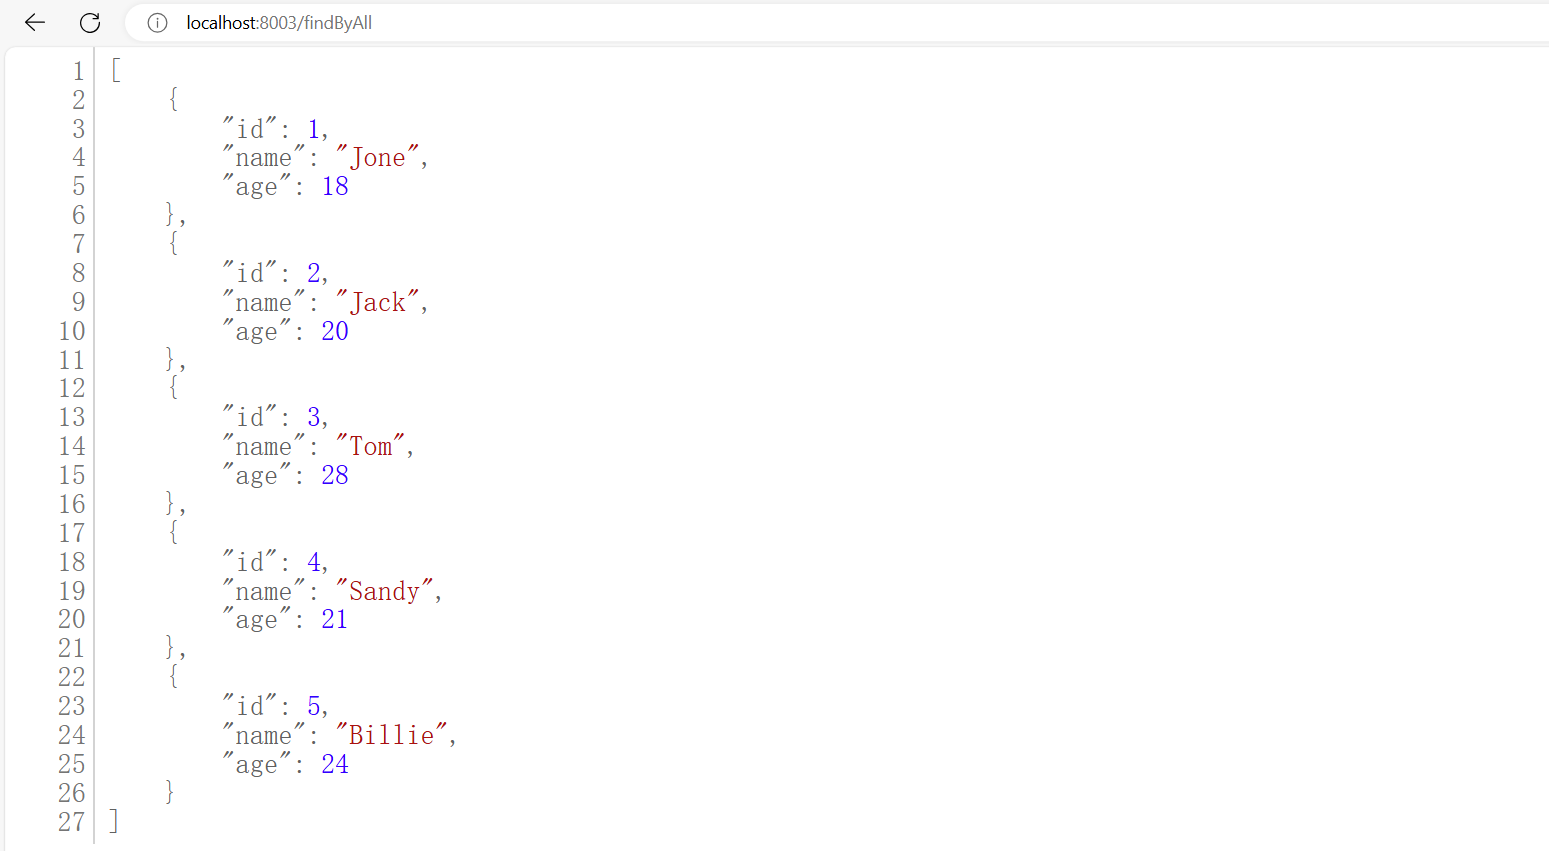 localhost:8003/findByAll
1 [
2 {
3 "id": 1,
4 "name": "Jone",
5 "age": 18
6 },
7 {
8 "id": 2,
9 "name": "Jack",
10 "age": 20
11 },
12 {
13 "id": 3,
14 "name": "Tom",
15 "age": 28
16 },
17 {
18 "id": 4,
19 "name": "Sandy",
20 "age": 21
21 },
22 {
23 "id": 5,
24 "name": "Billie",
25 "age": 24
26 }
27 ]